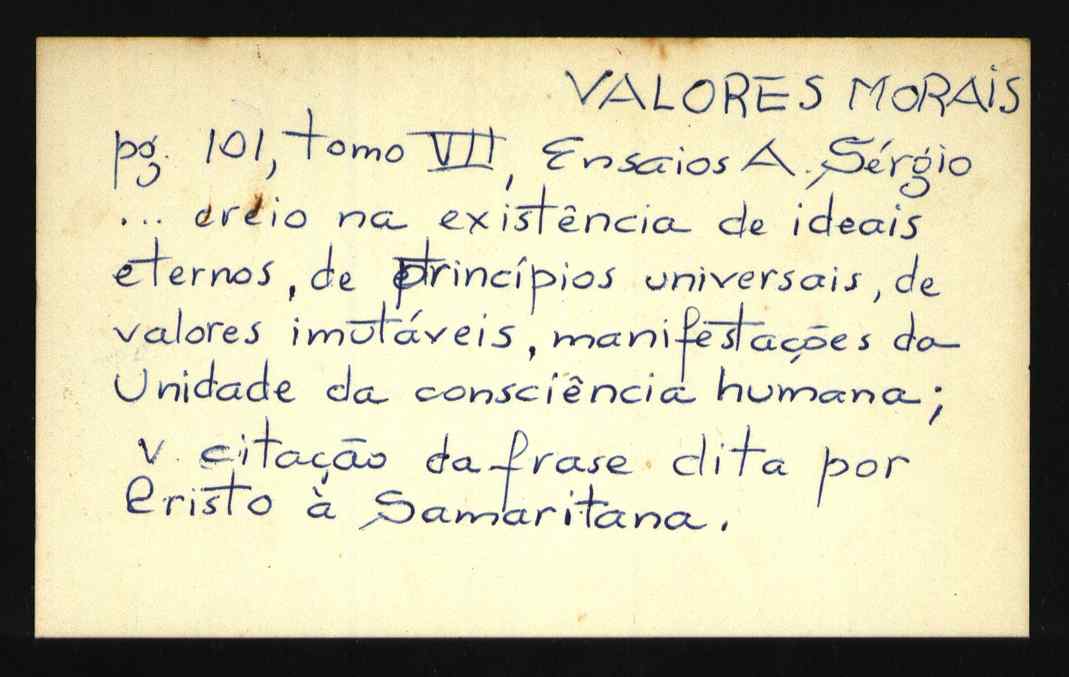 VALORES MORAIS
pg. 101, tomo VII, Ensaios A. Sérgio
... creio na existência de ideais
eternos, de princípios universais, de
valores imutáveis, manifestações da
Unidade da consciência humana;
v. citação da frase dita por
Cristo à Samaritana.